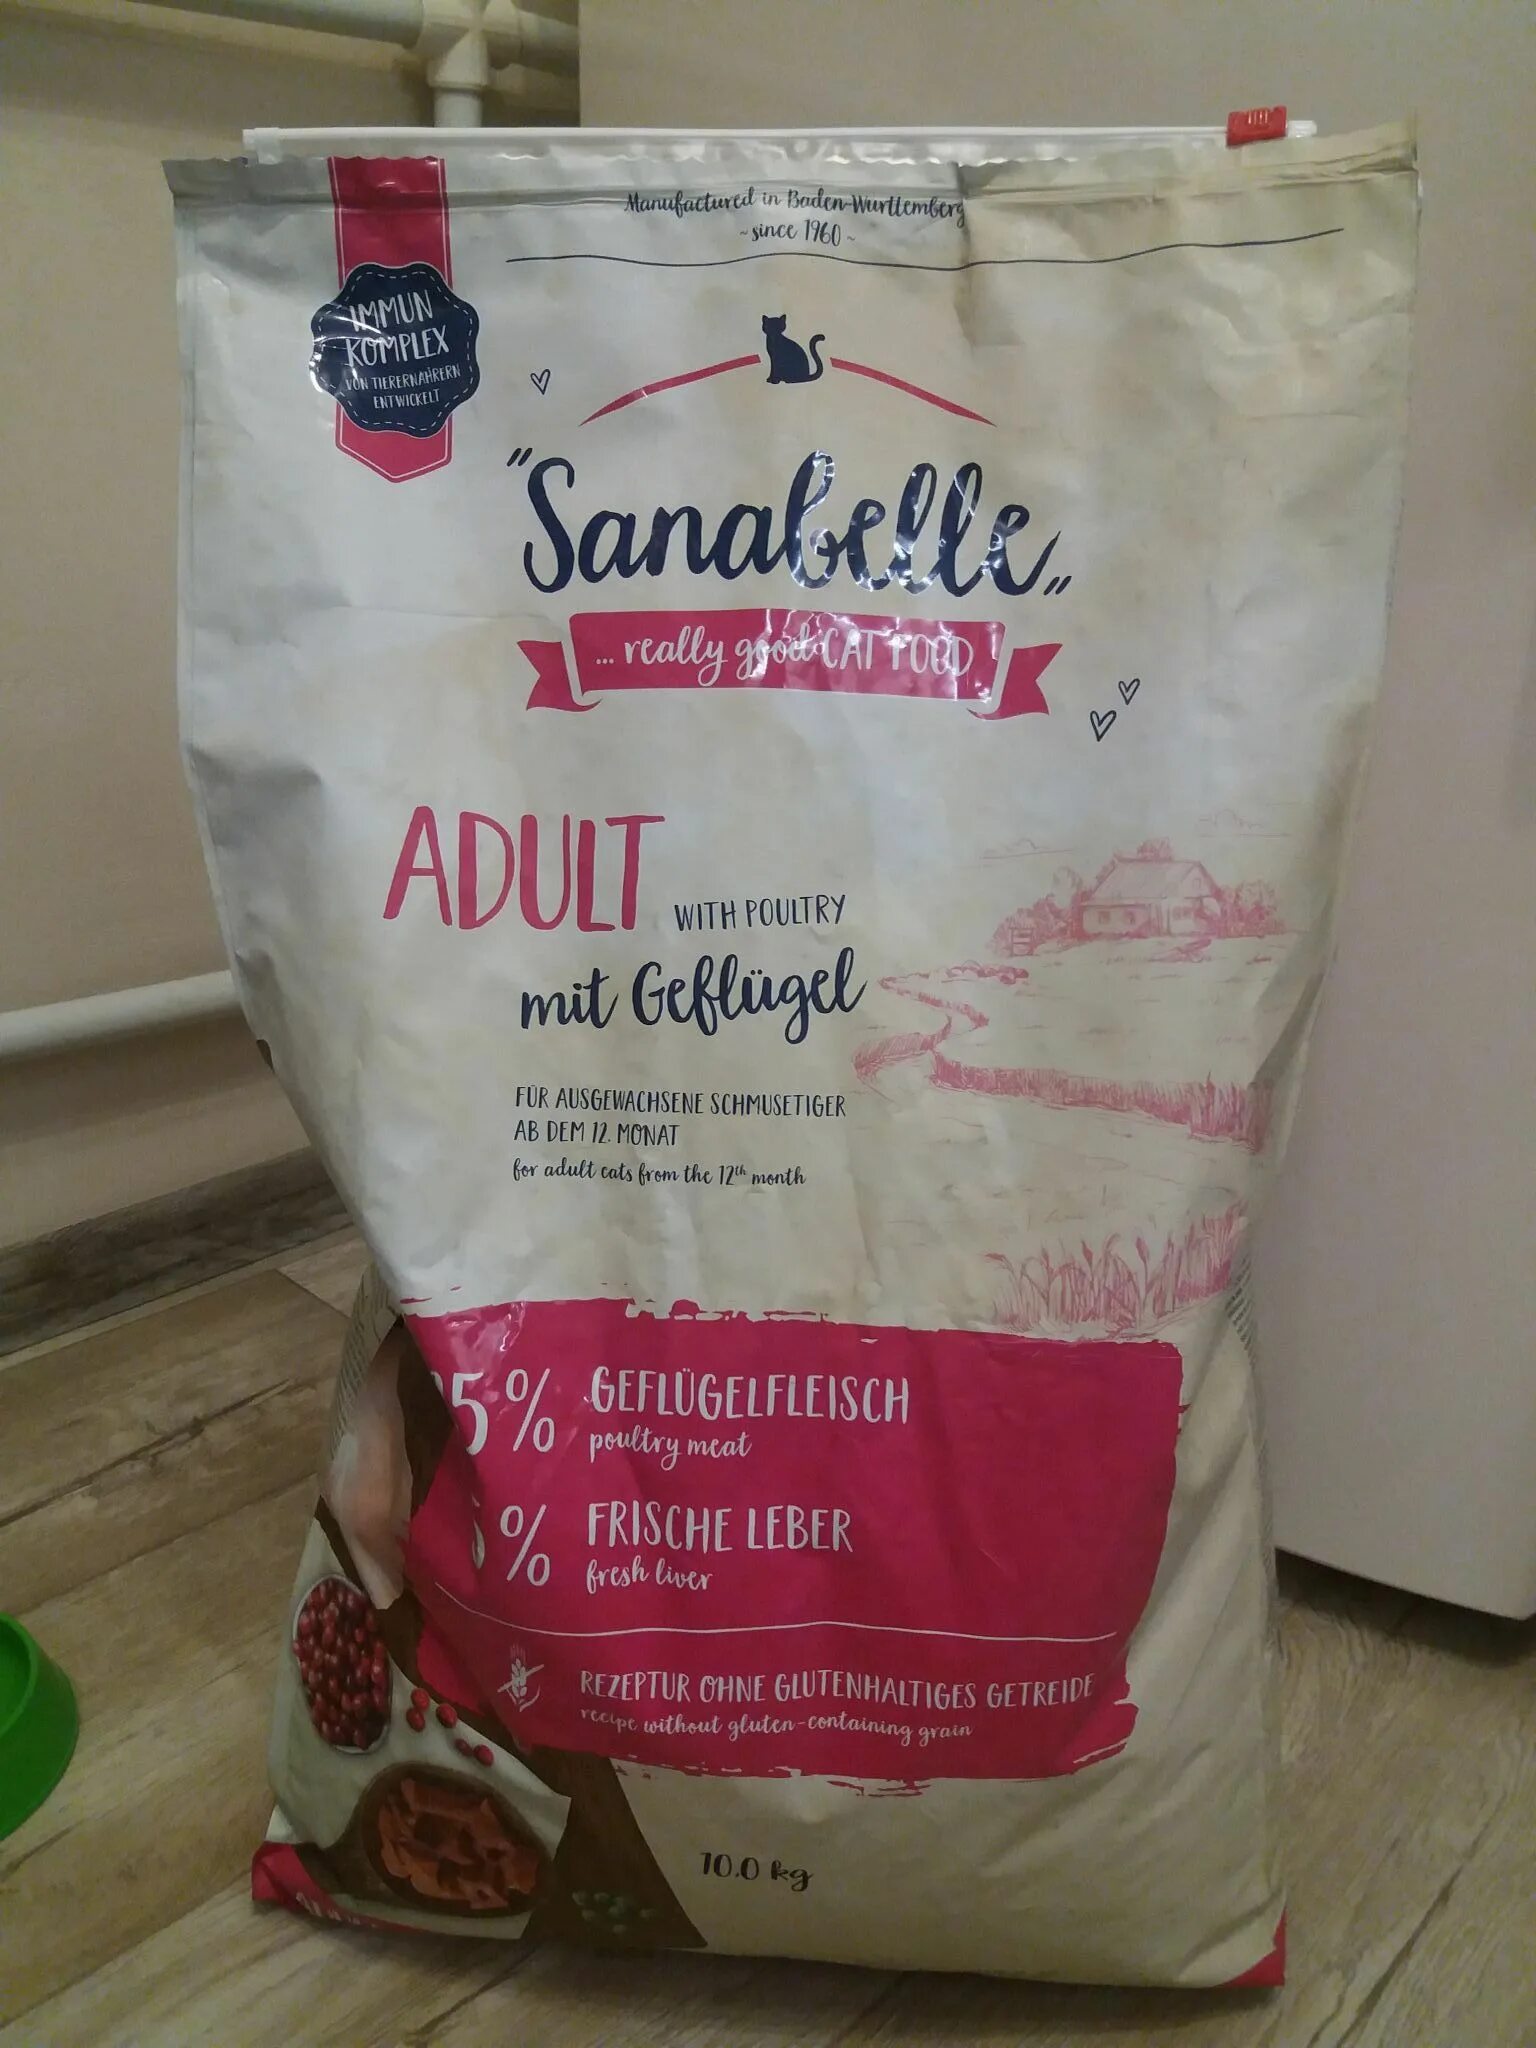 Manufactured in Baden-Württemberg
~ since 1960 ~
IMMUN
KOMPLEX
VON TIERERNÄHRERN
ENTWICKELT
"Sanabelle"
... really good CAT FOOD
ADULT WITH POULTRY
mit Geflügel
FÜR AUSGEWACHSENE SCHMUSETIGER
AB DEM 12. MONAT
for adult cats from the 12th month
5% GEFLÜGELFLEISCH
poultry meat
% FRISCHE LEBER
fresh liver
REZEPTUR OHNE GLUTENHALTIGES GETREIDE
recipe without gluten-containing grain
10.0 kg